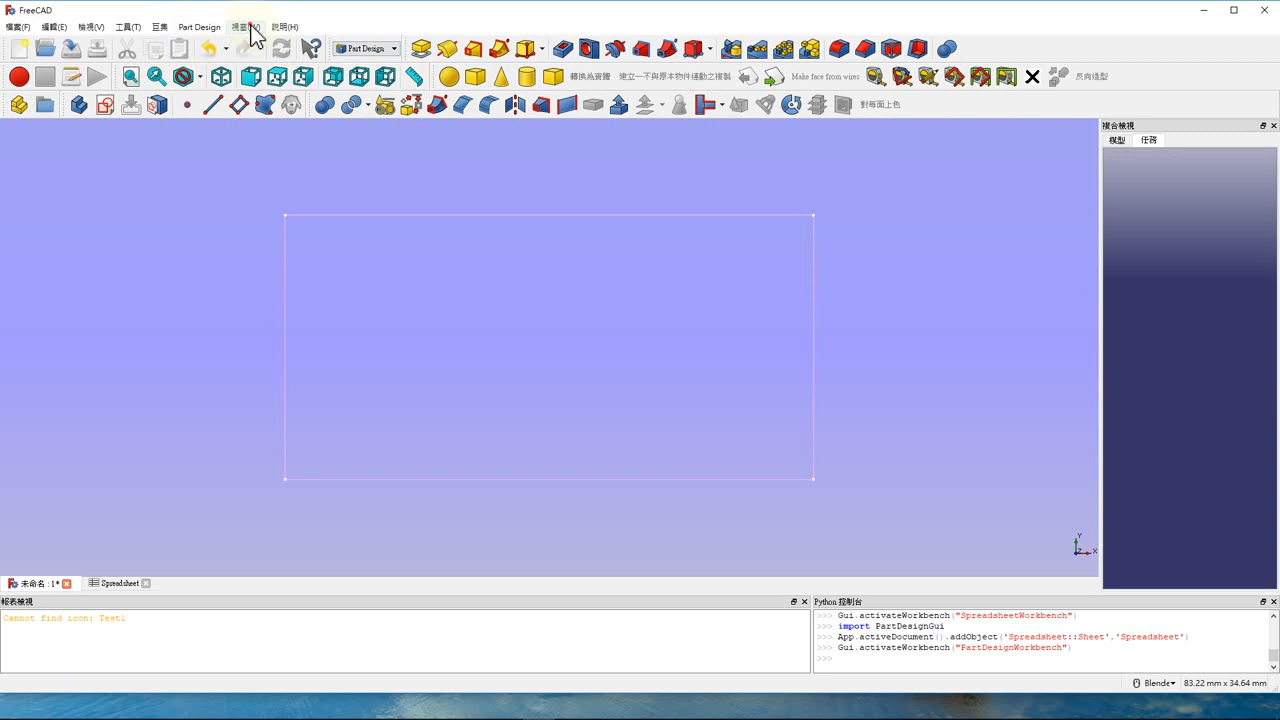 FreeCAD
檔案(F) 編輯(E) 檢視(V) 工具(T) 巨集 Part Design 視窗(W) 說明(H)
Part Design
轉換為實體 建立一不與原本物件連動之複製 Make face from wires 反向造型
對每面上色
複合檢視
模型 任務
Y
Z X
未命名 : 1* Spreadsheet
報表檢視
Cannot find icon: Test1
Python 控制台
>>> Gui.activateWorkbench("SpreadsheetWorkbench")
>>> import PartDesignGui
>>> App.activeDocument().addObject('Spreadsheet::Sheet','Spreadsheet')
>>> Gui.activateWorkbench("PartDesignWorkbench")
>>>
Blende 83.22 mm x 34.64 mm